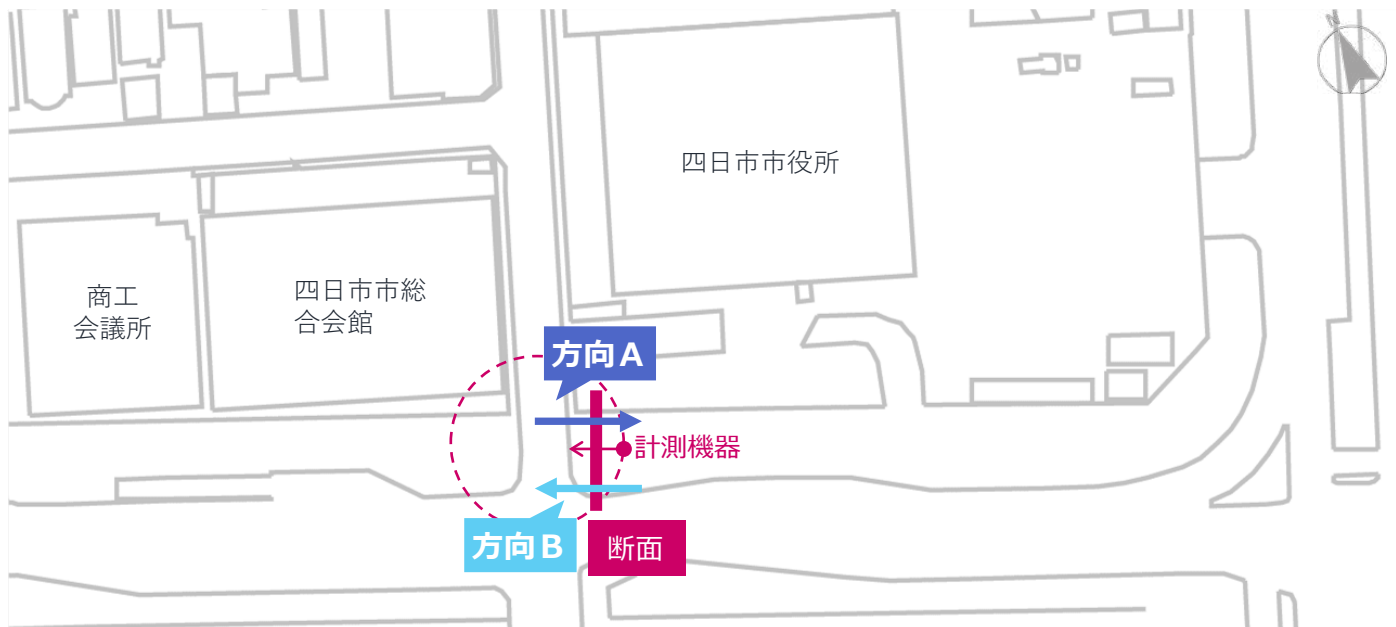 四日市市役所
商工
会議所
四日市市総
合会館
方向A
計測機器
方向B
断面